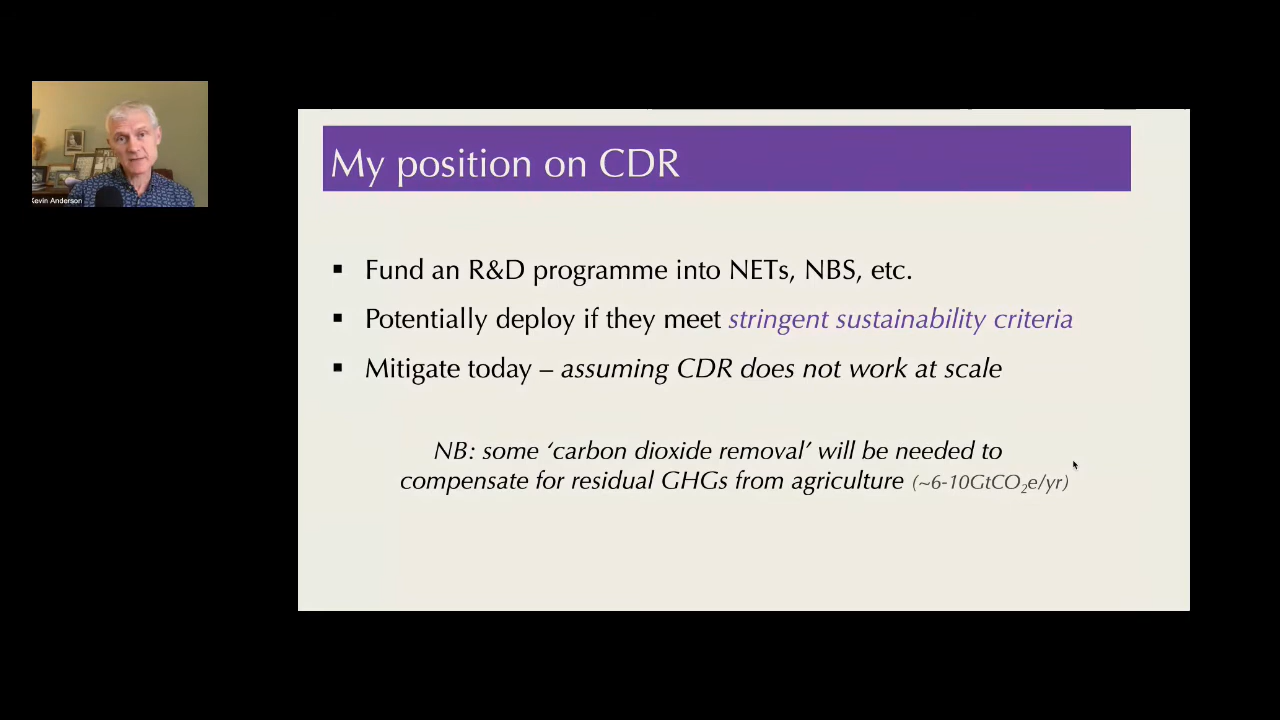 Kevin Anderson
My position on CDR
▪ Fund an R&D programme into NETs, NBS, etc.
▪ Potentially deploy if they meet stringent sustainability criteria
▪ Mitigate today – assuming CDR does not work at scale
NB: some ‘carbon dioxide removal’ will be needed to
compensate for residual GHGs from agriculture (~6-10GtCO₂e/yr)